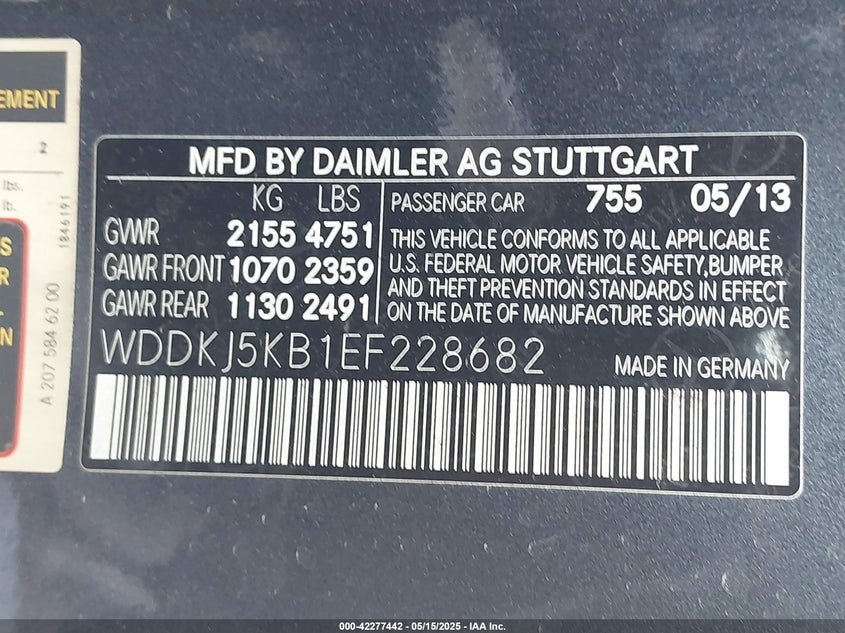 EMENT
2
lbs.
lb.
1846191
S
R
-
N
A 207 584 62 00
MFD BY DAIMLER AG STUTTGART
KG LBS
GVWR 2155 4751
GAWR FRONT 1070 2359
GAWR REAR 1130 2491
PASSENGER CAR 755 05/13
THIS VEHICLE CONFORMS TO ALL APPLICABLE
U.S. FEDERAL MOTOR VEHICLE SAFETY,BUMPER
AND THEFT PREVENTION STANDARDS IN EFFECT
ON THE DATE OF MANUFACTURE SHOWN ABOVE
WDDKJ5KB1EF228682 MADE IN GERMANY
000-42277442 - 05/15/2025 - IAA Inc.